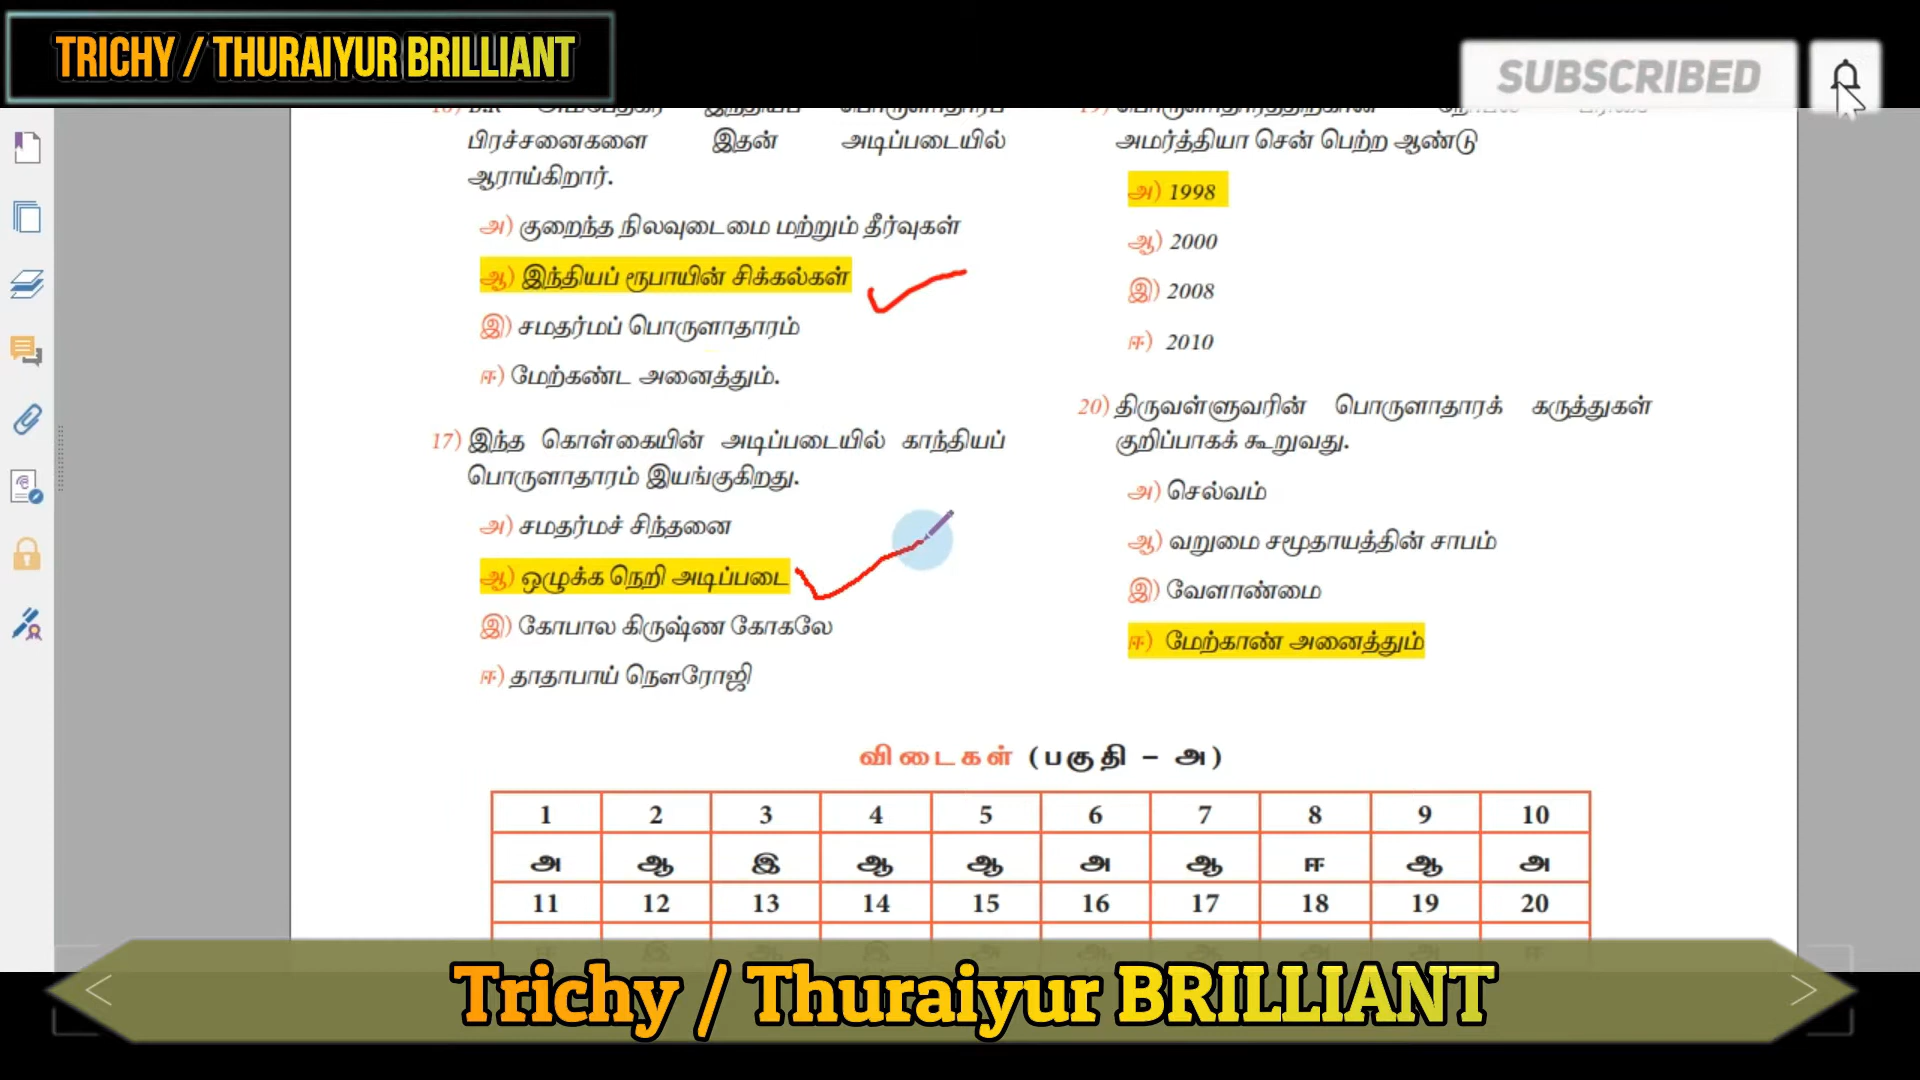 TRICHY / THURAIYUR BRILLIANT
SUBSCRIBED
பிரச்சனைகளை இதன் அடிப்படையில்
ஆராய்கிறார்.
அ) குறைந்த நிலவுடைமை மற்றும் தீர்வுகள்
ஆ) இந்தியப் ரூபாயின் சிக்கல்கள்
இ) சமதர்மப் பொருளாதாரம்
ஈ) மேற்கண்ட அனைத்தும்.
17) இந்த கொள்கையின் அடிப்படையில் காந்தியப்
பொருளாதாரம் இயங்குகிறது.
அ) சமதர்மச் சிந்தனை
ஆ) ஒழுக்க நெறி அடிப்படை
இ) கோபால கிருஷ்ண கோகலே
ஈ) தாதாபாய் நௌரோஜி
அமர்த்தியா சென் பெற்ற ஆண்டு
அ) 1998
ஆ) 2000
இ) 2008
ஈ) 2010
20) திருவள்ளுவரின் பொருளாதாரக் கருத்துகள்
குறிப்பாகக் கூறுவது.
அ) செல்வம்
ஆ) வறுமை சமூதாயத்தின் சாபம்
இ) வேளாண்மை
ஈ) மேற்காண் அனைத்தும்
விடைகள் (பகுதி – அ)
1 2 3 4 5 6 7 8 9 10
அ ஆ இ ஆ ஆ அ ஆ ஈ ஆ அ
11 12 13 14 15 16 17 18 19 20
Trichy / Thuraiyur BRILLIANT